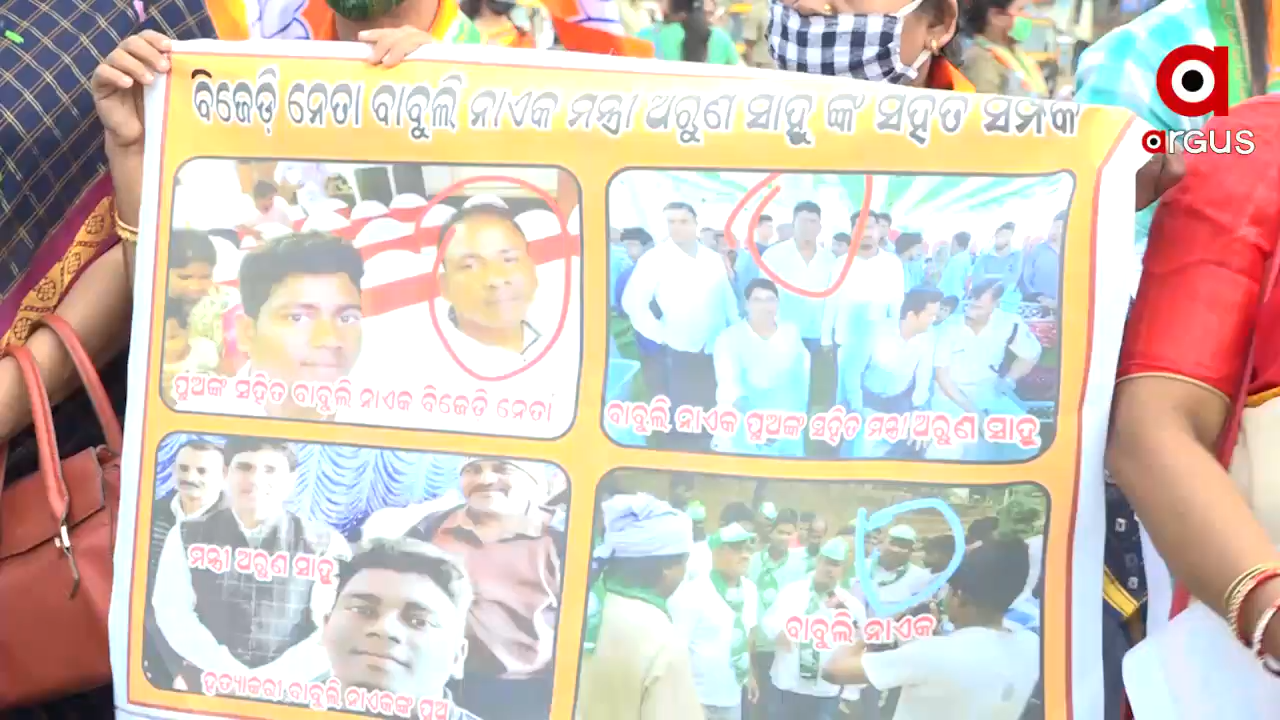 ବିଜେଡ଼ି ନେତା ବାବୁଲି ନାଏକ ମନ୍ତ୍ରୀ ଅରୁଣ ସାହୁ ଙ୍କ ସହିତ ସମ୍ପର୍କ
argus
ପୁଅଙ୍କ ସହିତ ବାବୁଲି ନାଏକ ବିଜେଡି ନେତା
ବାବୁଲି ନାଏକ ପୁଅଙ୍କ ସହିତ ମନ୍ତ୍ରୀ ଅରୁଣ ସାହୁ
ମନ୍ତ୍ରୀ ଅରୁଣ ସାହୁ
ହତ୍ୟାକାରୀ ବାବୁଲି ନାଏକଙ୍କ ପୁଅ
ବାବୁଲି ନାଏକ